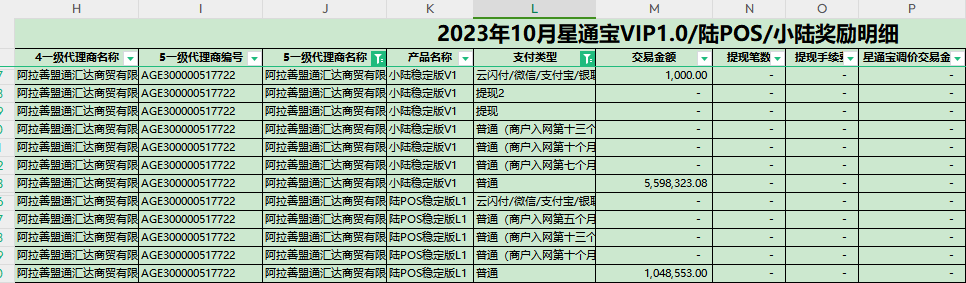 H I J K L M N O P
2023年10月星通宝VIP1.0/陆POS/小陆奖励明细
4一级代理商名称 5一级代理商编号 5一级代理商名称 产品名称 支付类型 交易金额 提现笔数 提现手续 星通宝调价交易金
阿拉善盟通汇达商贸有限 AGE300000517722 阿拉善盟通汇达商贸有限 小陆稳定版V1 云闪付/微信/支付宝/银联 1,000.00 - - -
阿拉善盟通汇达商贸有限 AGE300000517722 阿拉善盟通汇达商贸有限 小陆稳定版V1 提现2 - - - -
阿拉善盟通汇达商贸有限 AGE300000517722 阿拉善盟通汇达商贸有限 小陆稳定版V1 提现 - - - -
阿拉善盟通汇达商贸有限 AGE300000517722 阿拉善盟通汇达商贸有限 小陆稳定版V1 普通（商户入网第十三个 - - - -
阿拉善盟通汇达商贸有限 AGE300000517722 阿拉善盟通汇达商贸有限 小陆稳定版V1 普通（商户入网第十个月 - - - -
阿拉善盟通汇达商贸有限 AGE300000517722 阿拉善盟通汇达商贸有限 小陆稳定版V1 普通（商户入网第七个月 - - - -
阿拉善盟通汇达商贸有限 AGE300000517722 阿拉善盟通汇达商贸有限 小陆稳定版V1 普通 5,598,323.08 - - -
阿拉善盟通汇达商贸有限 AGE300000517722 阿拉善盟通汇达商贸有限 陆POS稳定版L1 云闪付/微信/支付宝/银联 - - - -
阿拉善盟通汇达商贸有限 AGE300000517722 阿拉善盟通汇达商贸有限 陆POS稳定版L1 普通（商户入网第五个月 - - - -
阿拉善盟通汇达商贸有限 AGE300000517722 阿拉善盟通汇达商贸有限 陆POS稳定版L1 普通（商户入网第十三个 - - - -
阿拉善盟通汇达商贸有限 AGE300000517722 阿拉善盟通汇达商贸有限 陆POS稳定版L1 普通（商户入网第十个月 - - - -
阿拉善盟通汇达商贸有限 AGE300000517722 阿拉善盟通汇达商贸有限 陆POS稳定版L1 普通 1,048,553.00 - - -